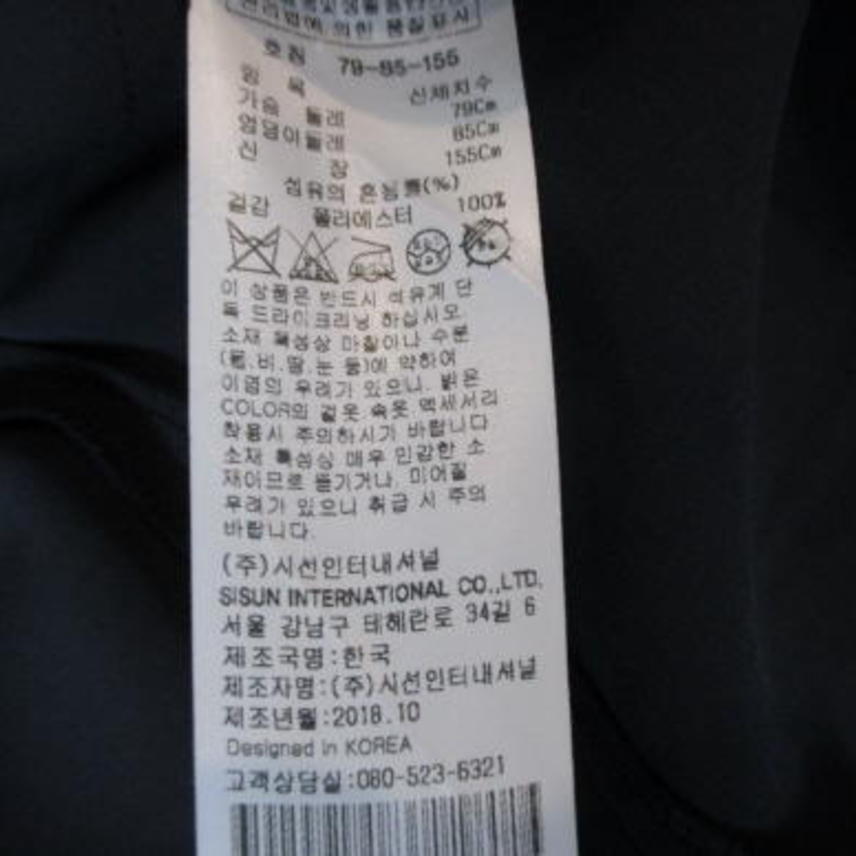 관리법에 의한 품질표시
호칭 79-85-155
항 목 신체치수
가슴 둘레 79Cm
엉덩이둘레 85Cm
신 장 155Cm
섬유의 혼용률(%)
겉감 폴리에스터 100%
이 상품은 반드시 석유계 단
독 드라이크리닝 하십시오.
소재 특성상 마찰이나 수분
(물.비.땀.눈 등)에 약하여
이염의 우려가 있으니. 밝은
COLOR의 겉옷.속옷 액세서리
착용시 주의하시기 바랍니다
소재 특성상 매우 민감한 소
재이므로 뜯기거나. 미어질
우려가 있으니 취급 시 주의
바랍니다.
(주)시선인터내셔널
SISUN INTERNATIONAL CO.,LTD.
서울 강남구 테헤란로 34길 6
제조국명:한국
제조자명:(주)시선인터내셔널
제조년월:2018.10
Designed in KOREA
고객상담실:080-523-6321